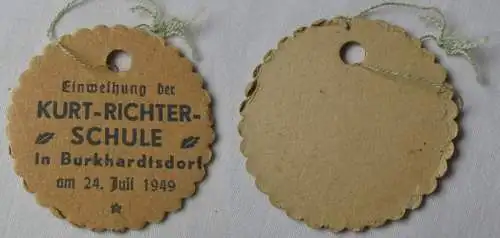 Einweihung der
KURT-RICHTER-
SCHULE
in Burkhardtsdorf
am 24. Juli 1949